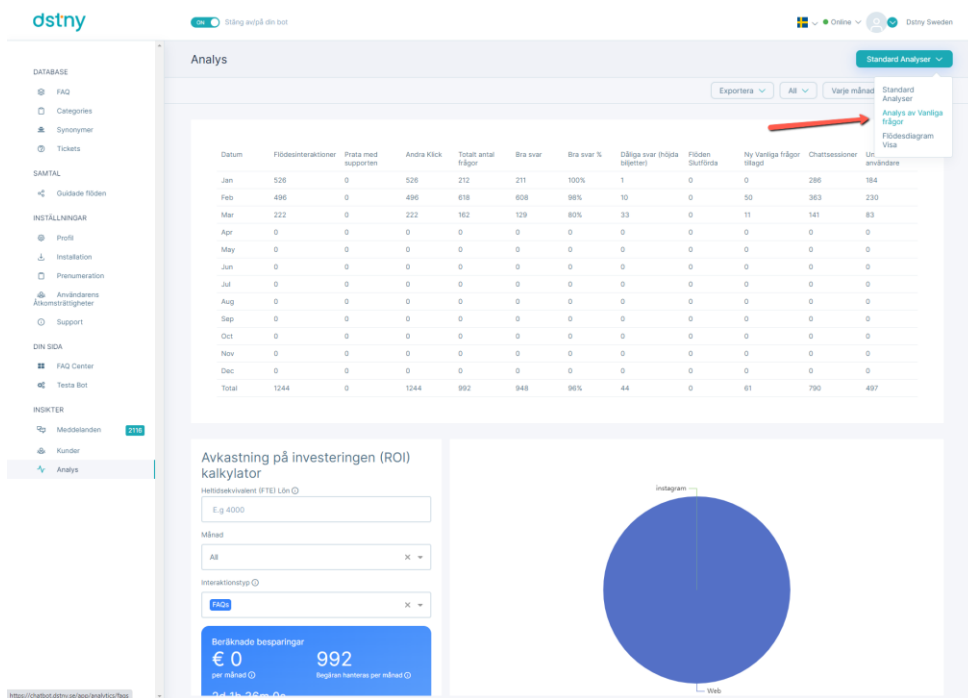 dstny
ON Stäng av/på din bot
Online
Dstny Sweden
DATABASE
FAQ
Categories
Synonymer
Tickets
SAMTAL
Guidade flöden
INSTÄLLNINGAR
Profil
Installation
Prenumeration
Användarens
Åtkomsträttigheter
Support
DIN SIDA
FAQ Center
Testa Bot
INSIKTER
Meddelanden 2116
Kunder
Analys
Analys
Standard Analyser
Exportera
All
Varje månad
Standard
Analyser
Analys av Vanliga
frågor
Flödesdiagram
Visa
Datum Flödesinteraktioner Prata med Andra Klick Totalt antal Bra svar Bra svar % Dåliga svar (höjda Flöden Ny Vanliga frågor Chattsessioner
supporten frågor biljetter) Slutförda tillagd användare
Jan 526 0 526 212 211 100% 1 0 0 286 184
Feb 496 0 496 618 608 98% 10 0 50 363 230
Mar 222 0 222 162 129 80% 33 0 11 141 83
Apr 0 0 0 0 0 0 0 0 0 0 0
May 0 0 0 0 0 0 0 0 0 0 0
Jun 0 0 0 0 0 0 0 0 0 0 0
Jul 0 0 0 0 0 0 0 0 0 0 0
Aug 0 0 0 0 0 0 0 0 0 0 0
Sep 0 0 0 0 0 0 0 0 0 0 0
Oct 0 0 0 0 0 0 0 0 0 0 0
Nov 0 0 0 0 0 0 0 0 0 0 0
Dec 0 0 0 0 0 0 0 0 0 0 0
Total 1244 0 1244 992 948 96% 44 0 61 790 497
Avkastning på investeringen (ROI)
kalkylator
Heltidsekvivalent (FTE) Lön
E.g 4000
Månad
All
Interaktionstyp
FAQs
Beräknade besparingar
€ 0 992
per månad Begäran hanteras per månad
2d 1h 36m 0s
instagram
Web
https://chatbot.dstny.se/app/analytics/faqs